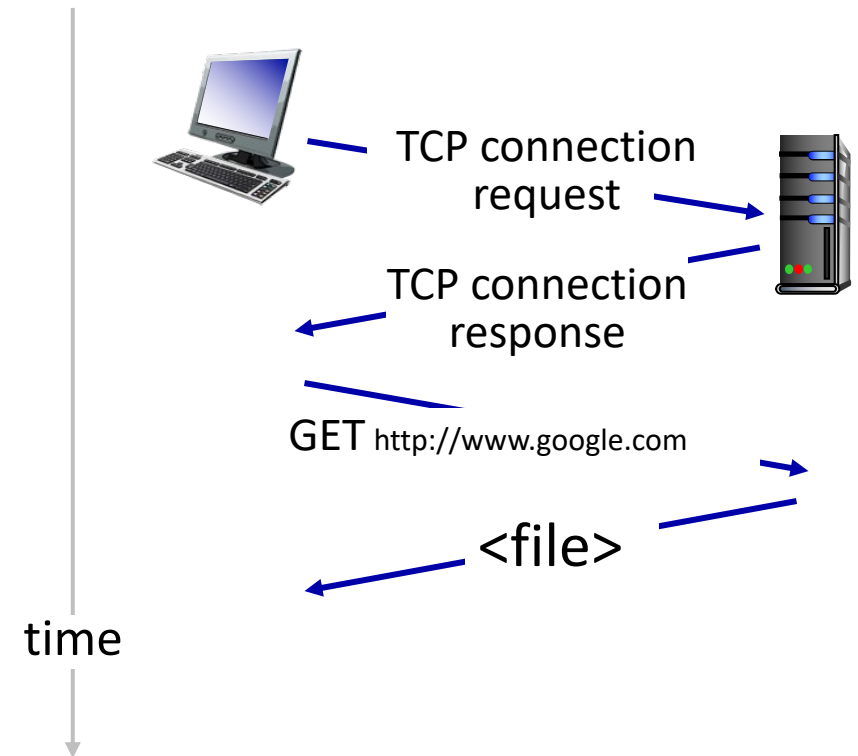 TCP connection
request
TCP connection
response
GET http://www.google.com
<file>
time